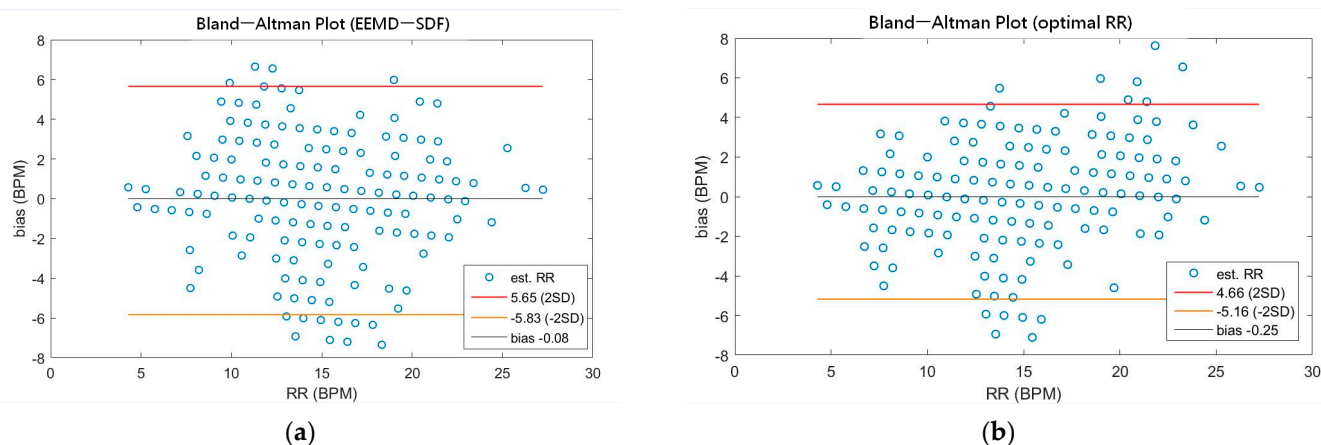 Bland—Altman Plot (EEMD—SDF)
8
6
4
2
0
-2
-4
-6
-8
bias (BPM)
0
5
10
15
20
25
30
RR (BPM)
est. RR
5.65 (2SD)
-5.83 (-2SD)
bias -0.08
(a)
Bland—Altman Plot (optimal RR)
8
6
4
2
0
-2
-4
-6
-8
bias (BPM)
0
5
10
15
20
25
30
RR (BPM)
est. RR
4.66 (2SD)
-5.16 (-2SD)
bias -0.25
(b)